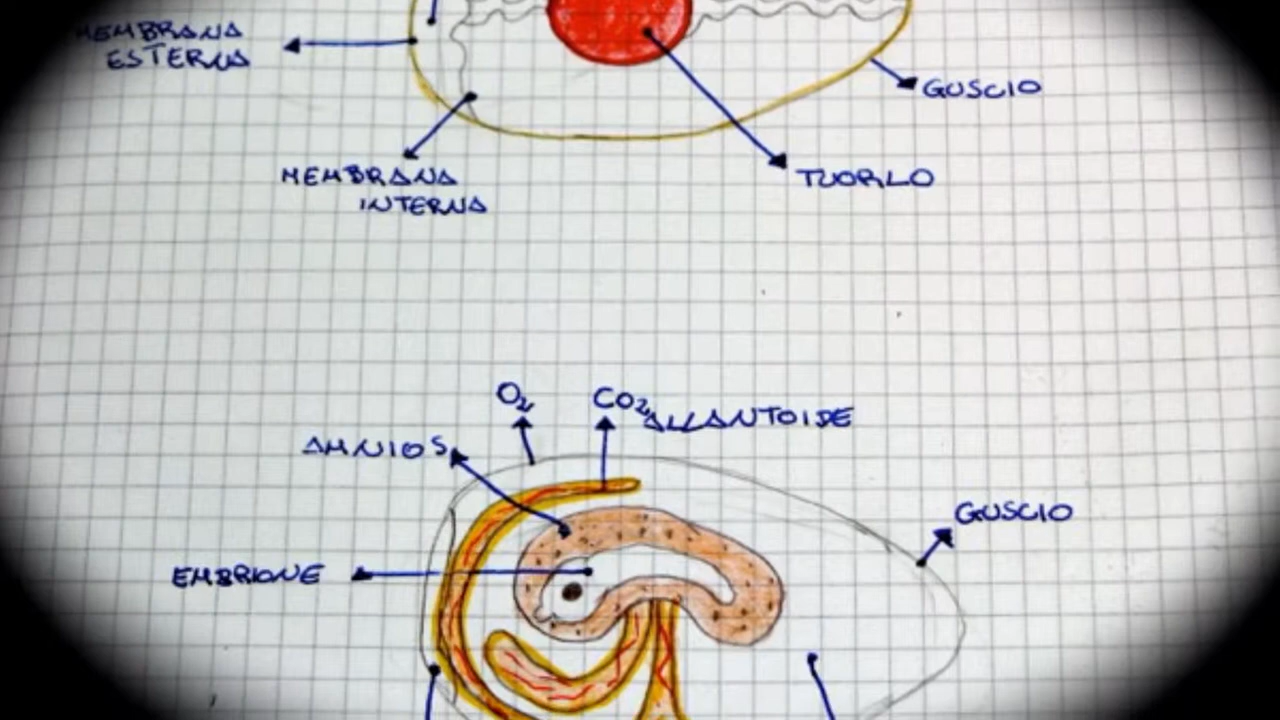 MEMBRANA
ESTERNA
GUSCIO
MEMBRANA
INTERNA
TUORLO
O2
CO2
ALLANTOIDE
AMNIOS
GUSCIO
EMBRIONE